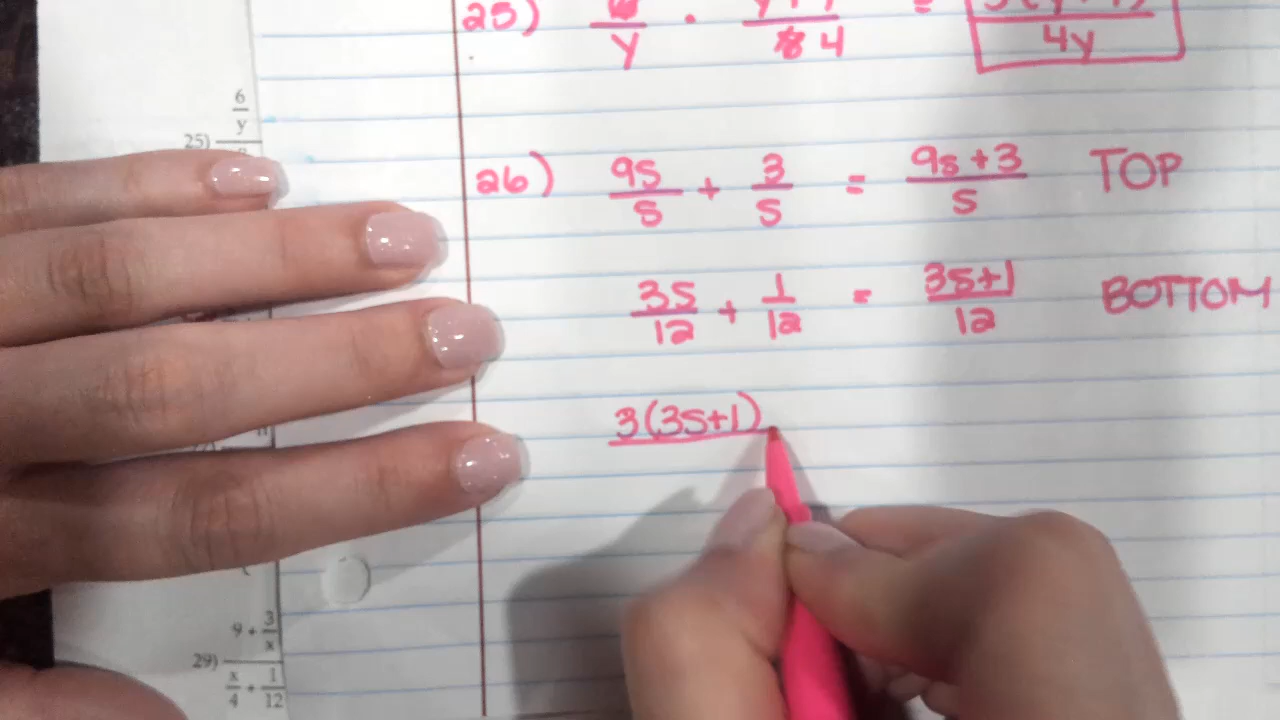 25) 6/y · = 4y
6/y
25)
26) 9s/s + 3/s = 9s+3/s TOP
3s/12 + 1/12 = 3s+1/12 BOTTOM
3(3s+1)
9 + 3/x
29)
x/4 + 1/12